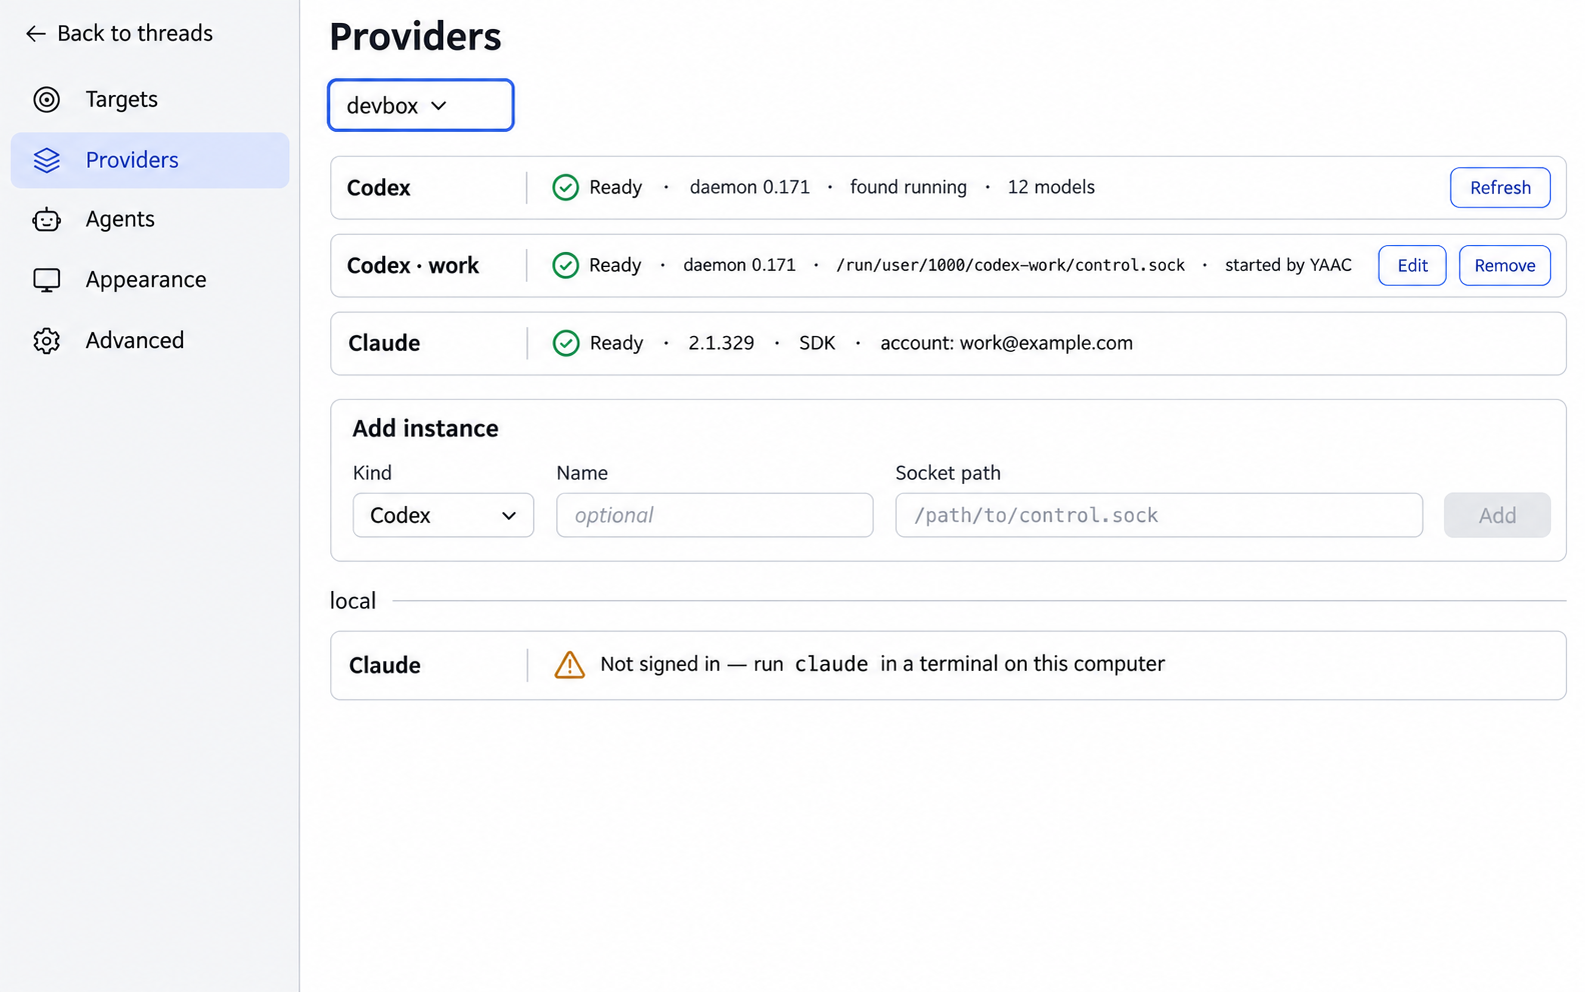 Back to threads
Targets
Providers
Agents
Appearance
Advanced
Providers
devbox
Codex Ready · daemon 0.171 · found running · 12 models Refresh
Codex · work Ready · daemon 0.171 · /run/user/1000/codex-work/control.sock · started by YAAC Edit Remove
Claude Ready · 2.1.329 · SDK · account: work@example.com
Add instance
Kind Name Socket path
Codex optional /path/to/control.sock Add
local
Claude Not signed in — run claude in a terminal on this computer